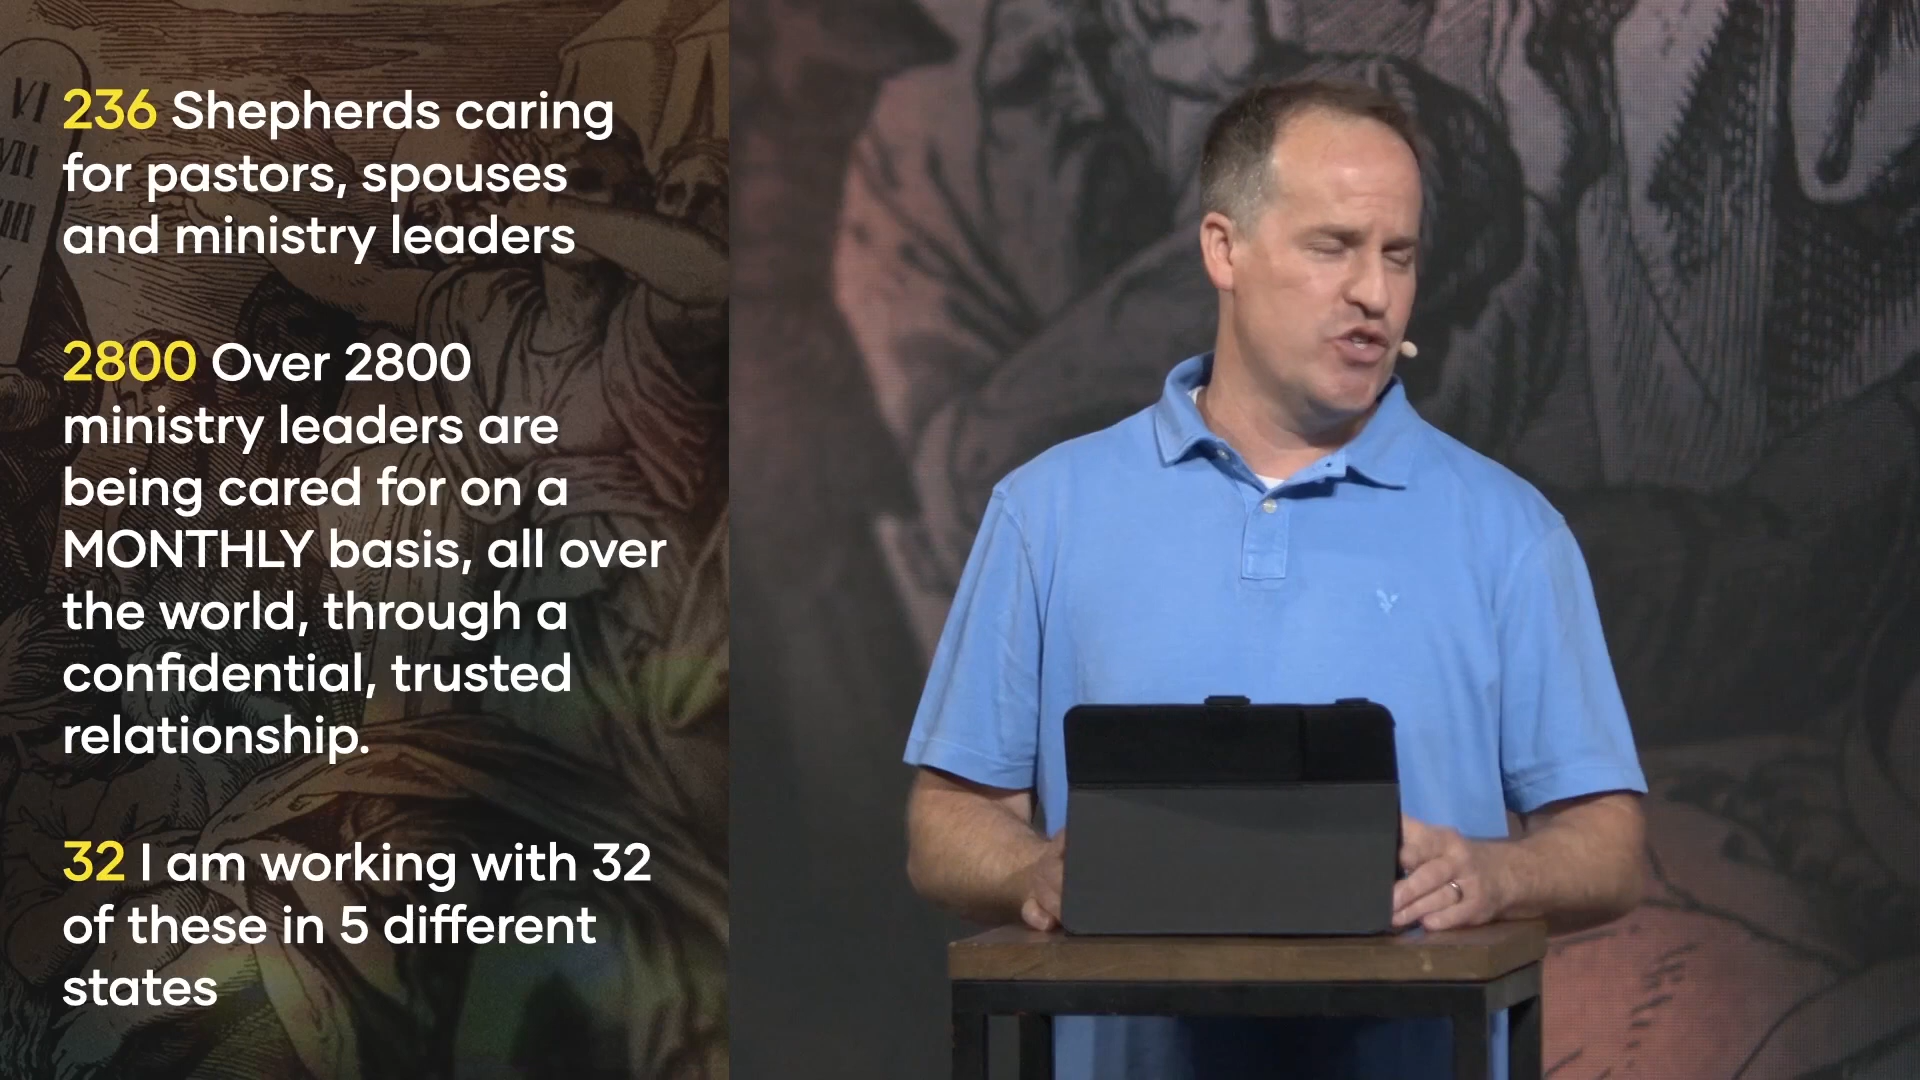 236 Shepherds caring
for pastors, spouses
and ministry leaders
2800 Over 2800
ministry leaders are
being cared for on a
MONTHLY basis, all over
the world, through a
confidential, trusted
relationship.
32 I am working with 32
of these in 5 different
states
VI